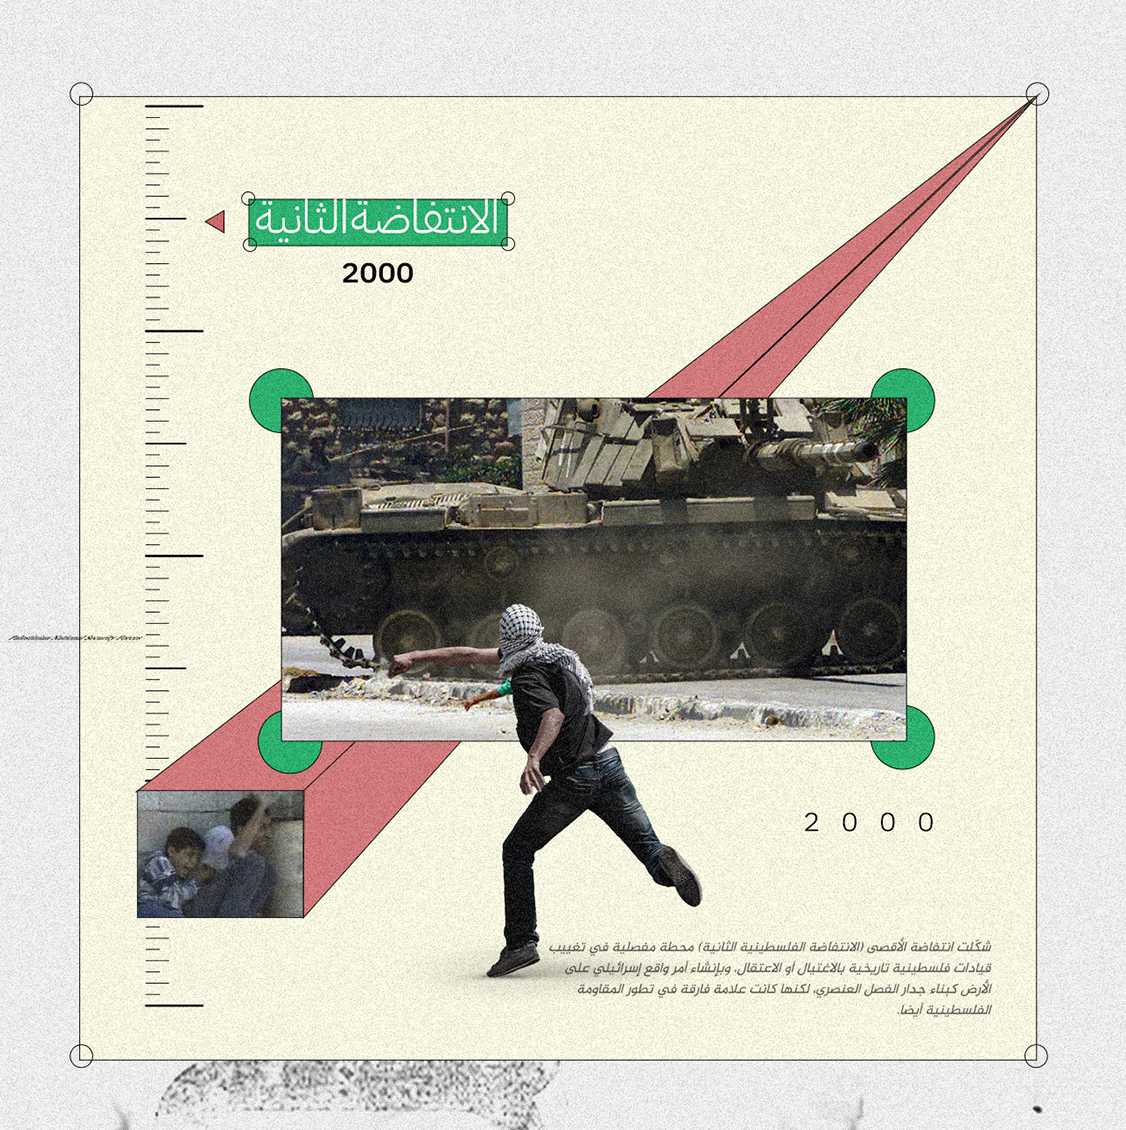 الانتفاضة الثانية
2000
Palestinian National Security Forces
2 0 0 0
شكّلت انتفاضة الأقصى (الانتفاضة الفلسطينية الثانية) محطة مفصلية في تغييب
قيادات فلسطينية تاريخية بالاغتيال أو الاعتقال، وبإنشاء أمر واقع إسرائيلي على
الأرض كبناء جدار الفصل العنصري، لكنها كانت علامة فارقة في تطور المقاومة
الفلسطينية أيضا.